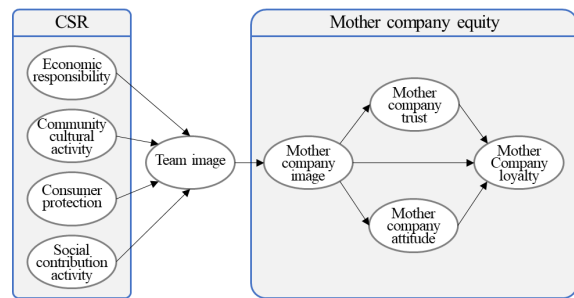 CSR
Economic
responsibility
Community
cultural
activity
Consumer
protection
Social
contribution
activity
Team image
Mother company equity
Mother
company
image
Mother
company
trust
Mother
company
attitude
Mother
Company
loyalty